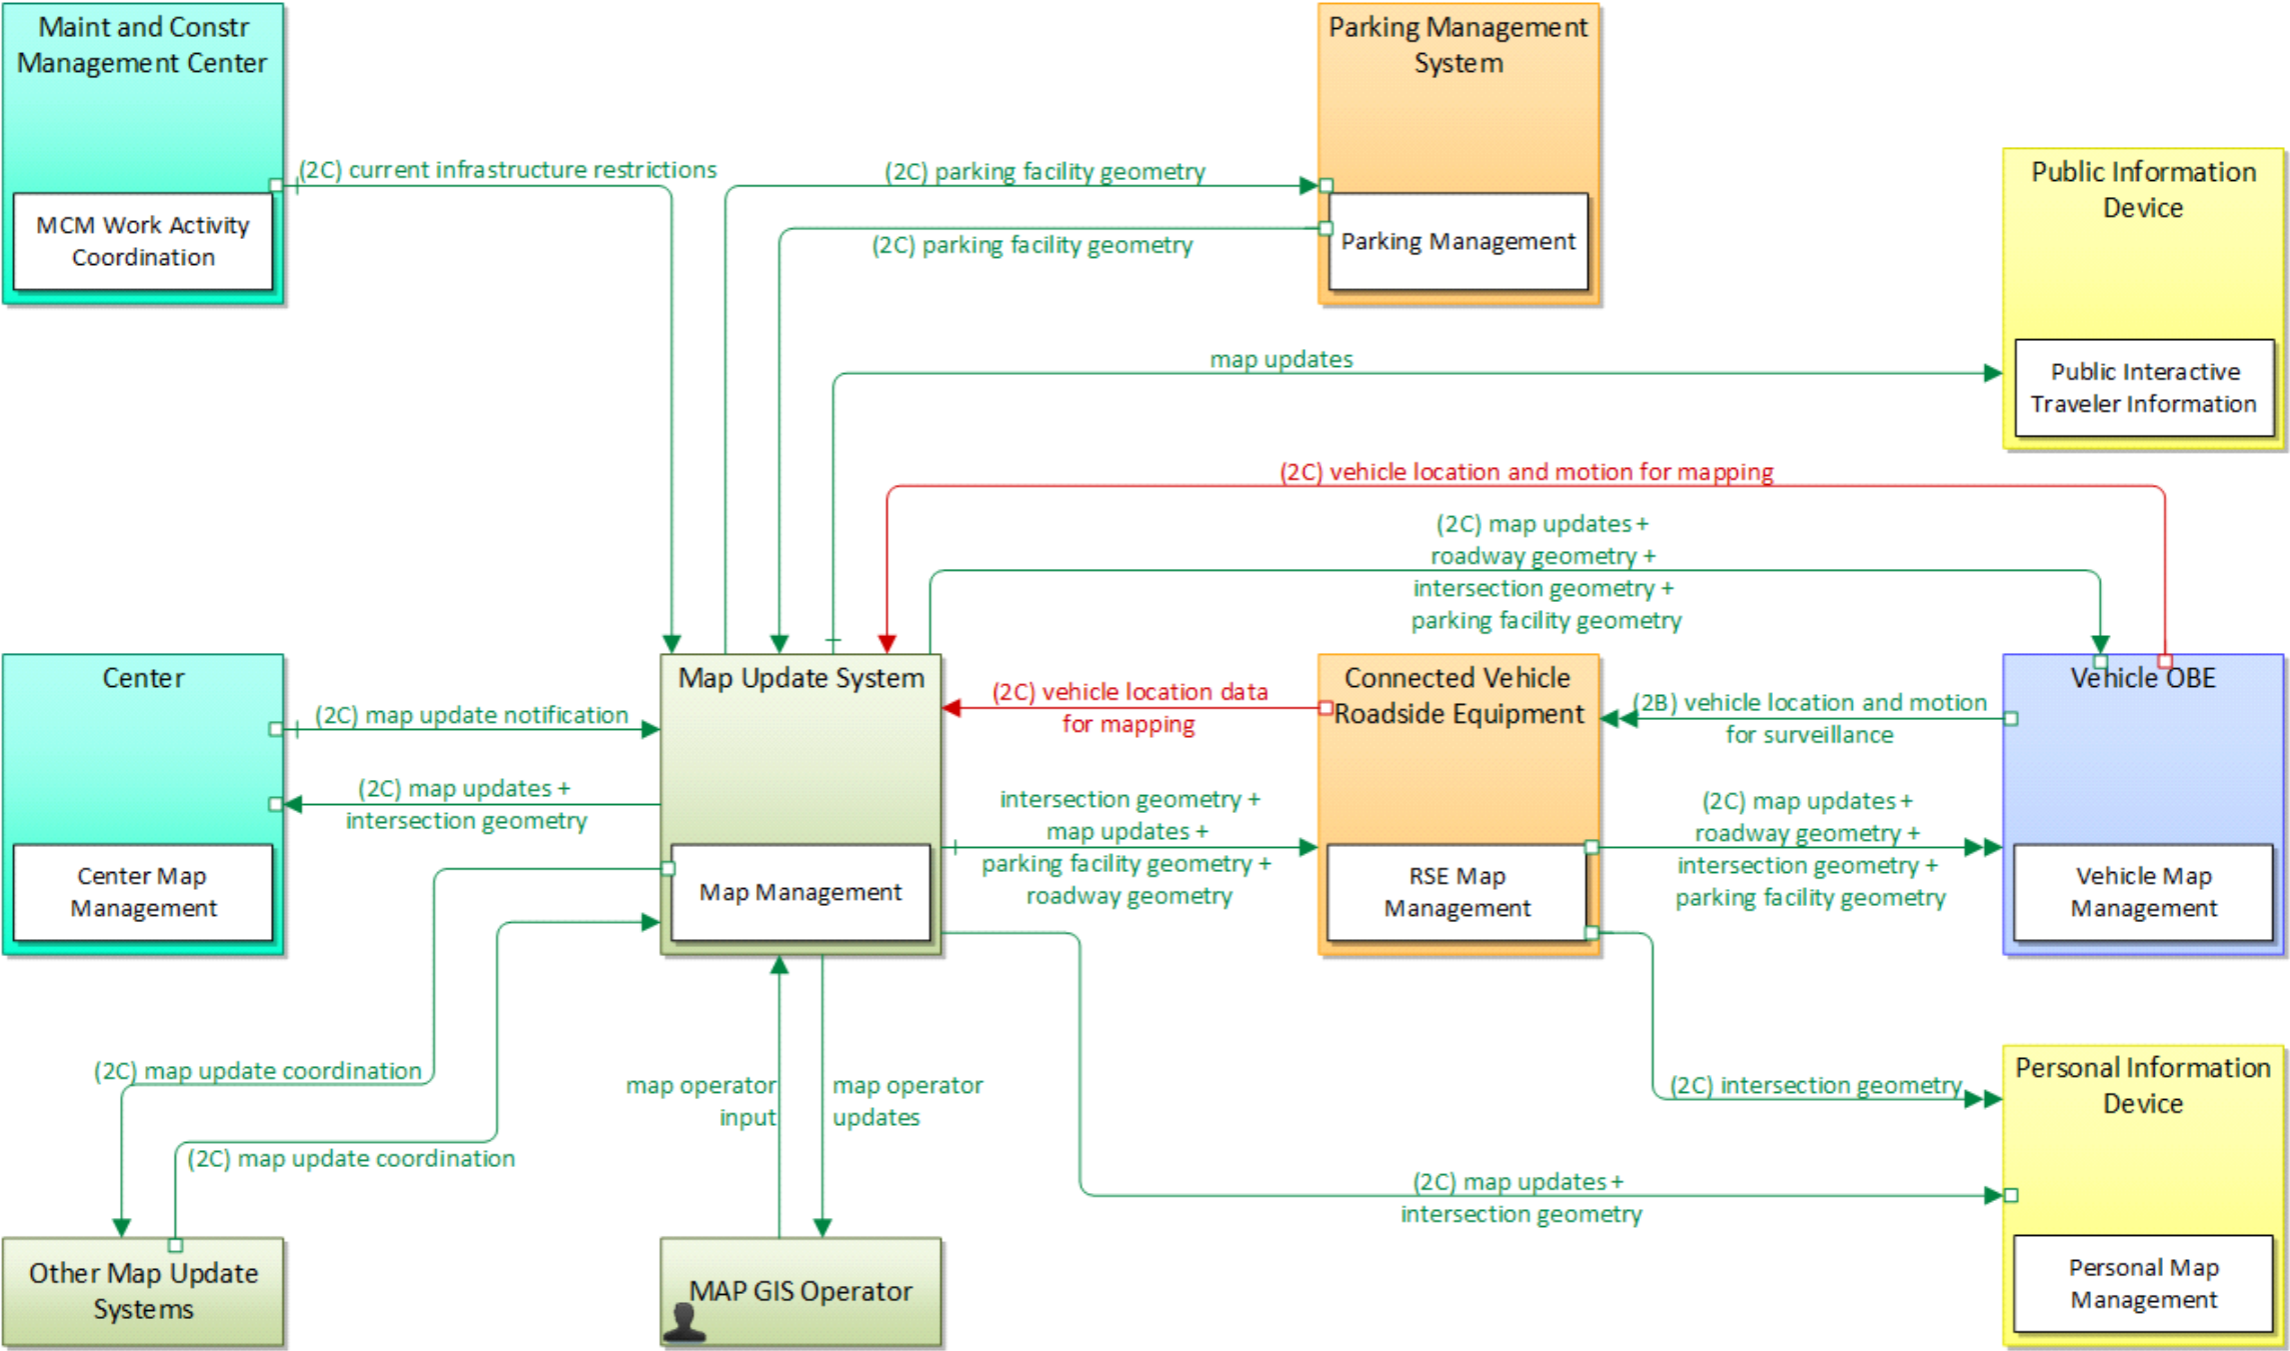 Maint and Constr
Management Center
MCM Work Activity
Coordination
(2C) current infrastructure restrictions
(2C) parking facility geometry
(2C) parking facility geometry
Parking Management
System
Parking Management
Public Information
Device
Public Interactive
Traveler Information
map updates
(2C) vehicle location and motion for mapping
(2C) map updates +
roadway geometry +
intersection geometry +
parking facility geometry
Center
Center Map
Management
(2C) map update notification
(2C) map updates +
intersection geometry
Map Update System
Map Management
(2C) vehicle location data
for mapping
intersection geometry +
map updates +
parking facility geometry +
roadway geometry
Connected Vehicle
Roadside Equipment
RSE Map
Management
(2B) vehicle location and motion
for surveillance
(2C) map updates +
roadway geometry +
intersection geometry +
parking facility geometry
Vehicle OBE
Vehicle Map
Management
(2C) map update coordination
(2C) map update coordination
map operator
input
map operator
updates
(2C) intersection geometry
(2C) map updates +
intersection geometry
Other Map Update
Systems
MAP GIS Operator
Personal Information
Device
Personal Map
Management